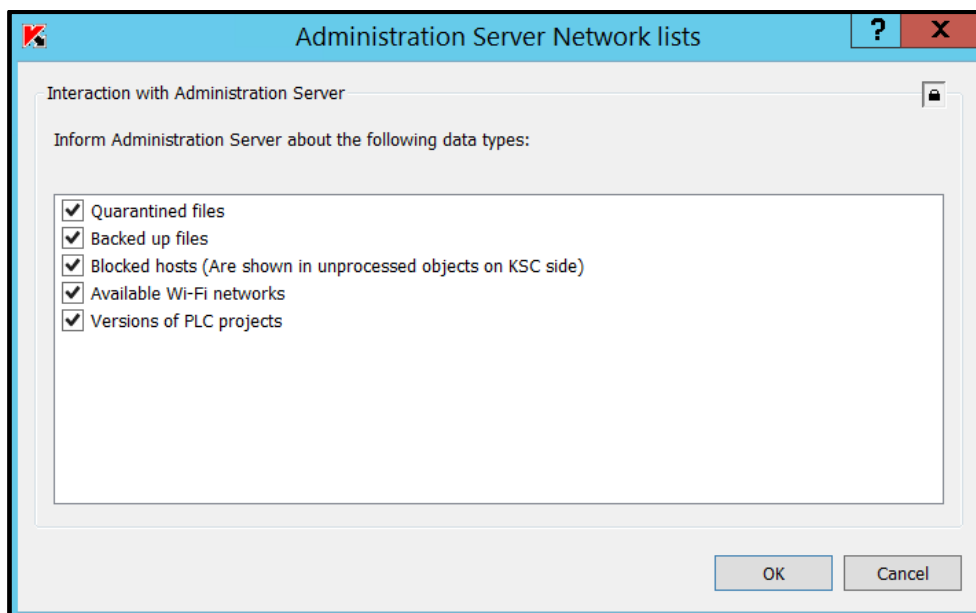 Administration Server Network lists
?
X
Interaction with Administration Server
Inform Administration Server about the following data types:
Quarantined files
Backed up files
Blocked hosts (Are shown in unprocessed objects on KSC side)
Available Wi-Fi networks
Versions of PLC projects
OK
Cancel